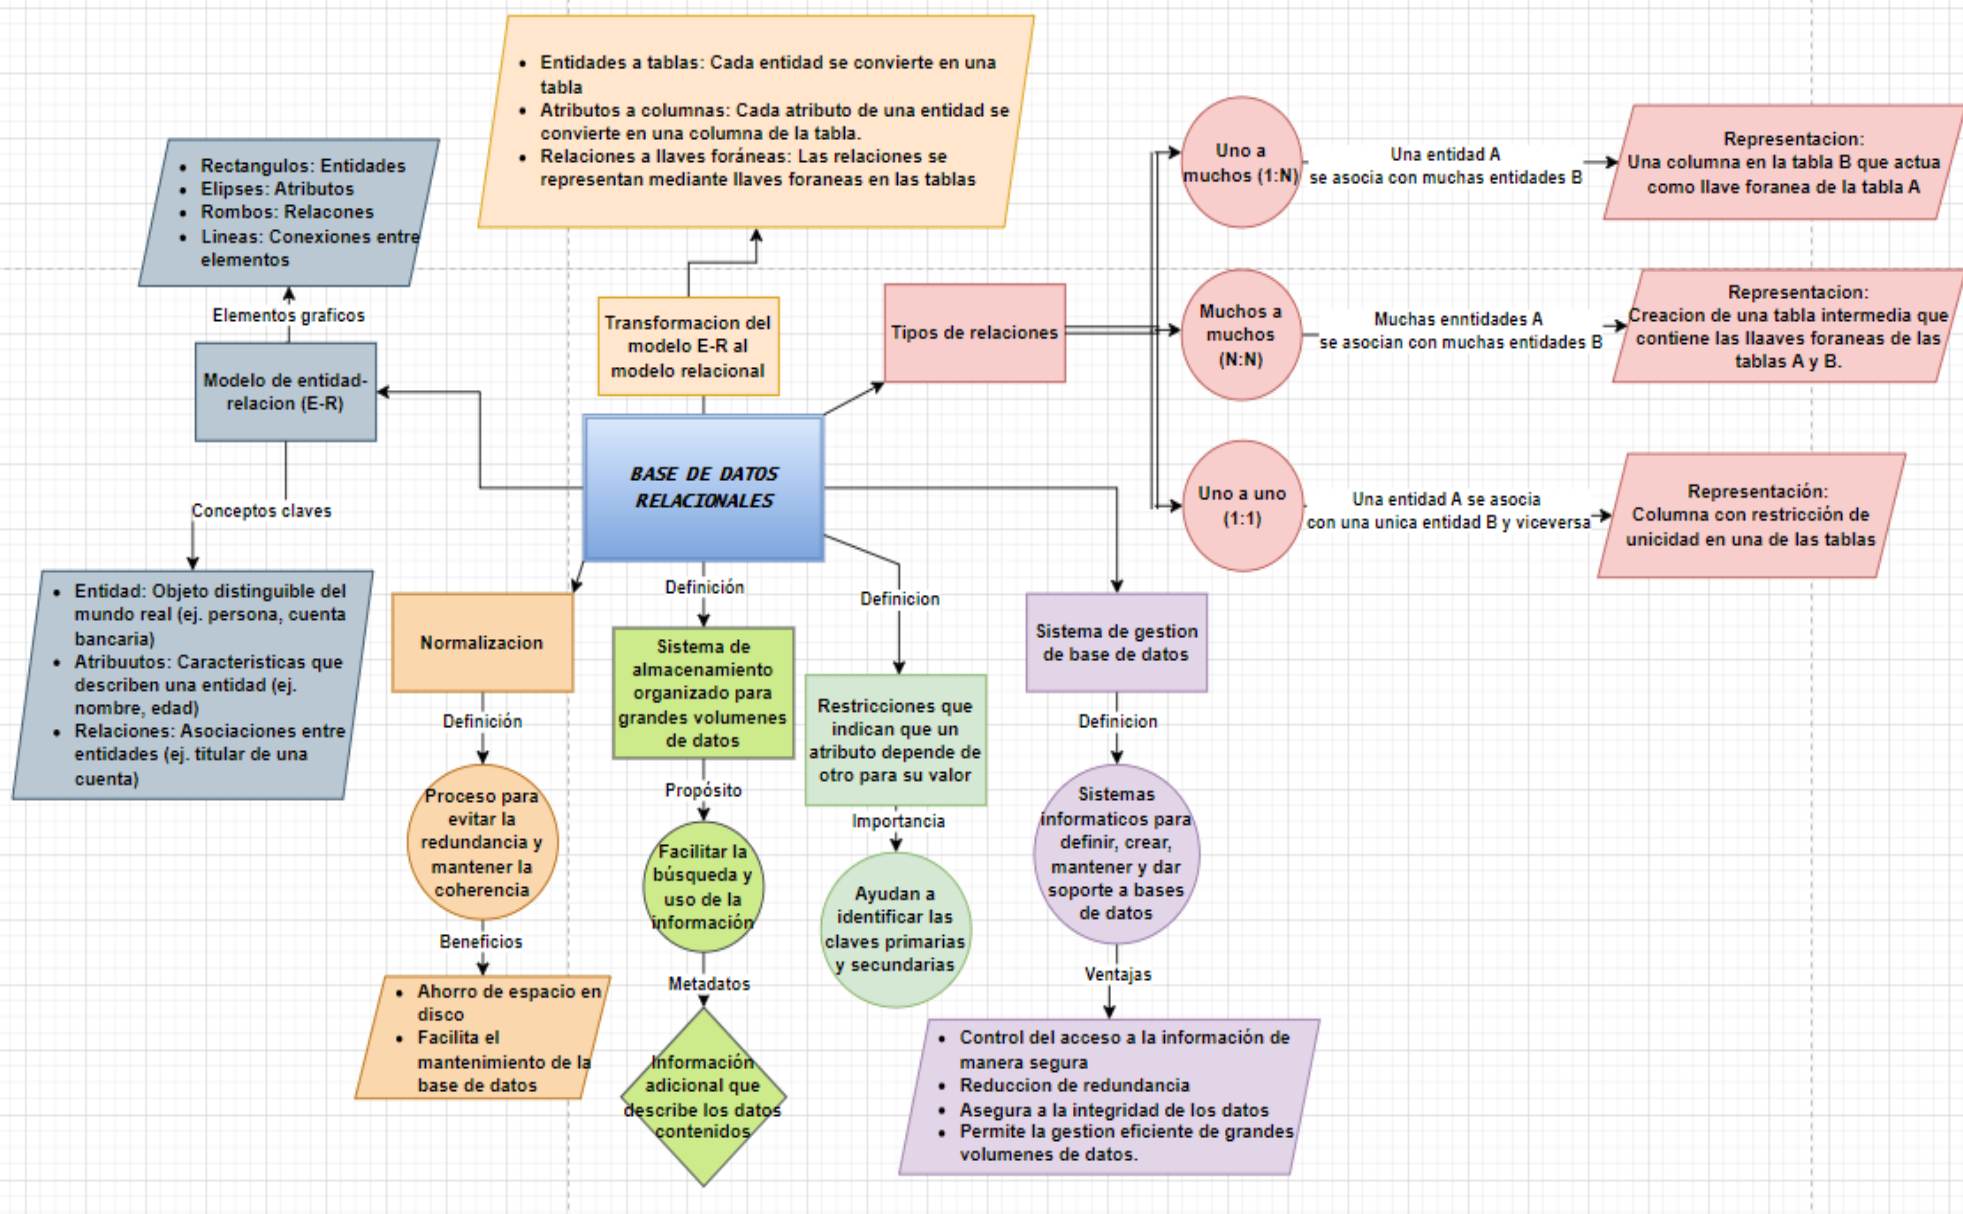 Entidades a tablas: Cada entidad se convierte en una
tabla
Atributos a columnas: Cada atributo de una entidad se
convierte en una columna de la tabla.
Relaciones a llaves foráneas: Las relaciones se
representan mediante llaves foraneas en las tablas
Rectangulos: Entidades
Elipses: Atributos
Rombos: Relacones
Lineas: Conexiones entre
elementos
Elementos graficos
Modelo de entidad-
relacion (E-R)
Conceptos claves
Entidad: Objeto distinguible del
mundo real (ej. persona, cuenta
bancaria)
Atribuutos: Caracteristicas que
describen una entidad (ej.
nombre, edad)
Relaciones: Asociaciones entre
entidades (ej. titular de una
cuenta)
Transformacion del
modelo E-R al
modelo relacional
Tipos de relaciones
Uno a
muchos (1:N)
Una entidad A
se asocia con muchas entidades B
Representacion:
Una columna en la tabla B que actua
como llave foranea de la tabla A
Muchos a
muchos
(N:N)
Muchas enntidades A
se asocian con muchas entidades B
Representacion:
Creacion de una tabla intermedia que
contiene las llaaves foraneas de las
tablas A y B.
Uno a uno
(1:1)
Una entidad A se asocia
con una unica entidad B y viceversa
Representación:
Columna con restricción de
unicidad en una de las tablas
BASE DE DATOS
RELACIONALES
Normalizacion
Definición
Proceso para
evitar la
redundancia y
mantener la
coherencia
Beneficios
Ahorro de espacio en
disco
Facilita el
mantenimiento de la
base de datos
Definición
Sistema de
almacenamiento
organizado para
grandes volumenes
de datos
Propósito
Facilitar la
búsqueda y
uso de la
información
Metadatos
Información
adicional que
describe los datos
contenidos
Definicion
Restricciones que
indican que un
atributo depende de
otro para su valor
Importancia
Ayudan a
identificar las
claves primarias
y secundarias
Sistema de gestion
de base de datos
Definicion
Sistemas
informaticos para
definir, crear,
mantener y dar
soporte a bases
de datos
Ventajas
Control del acceso a la información de
manera segura
Reduccion de redundancia
Asegura a la integridad de los datos
Permite la gestion eficiente de grandes
volumenes de datos.